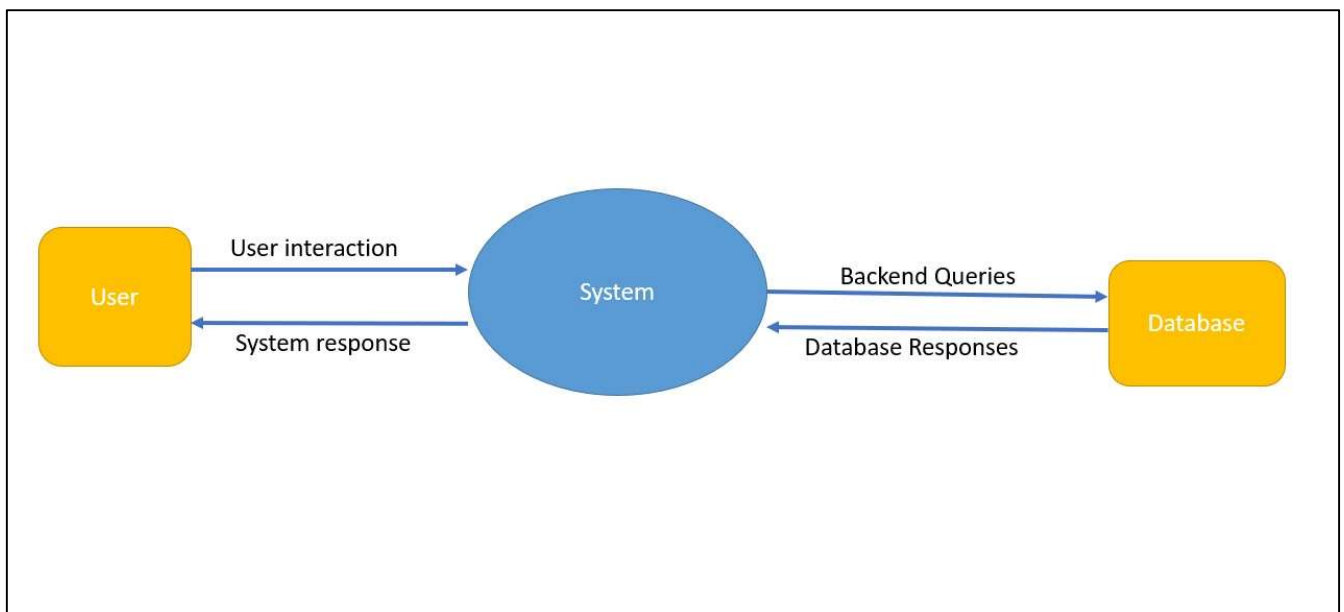 User
User interaction
System response
System
Backend Queries
Database Responses
Database